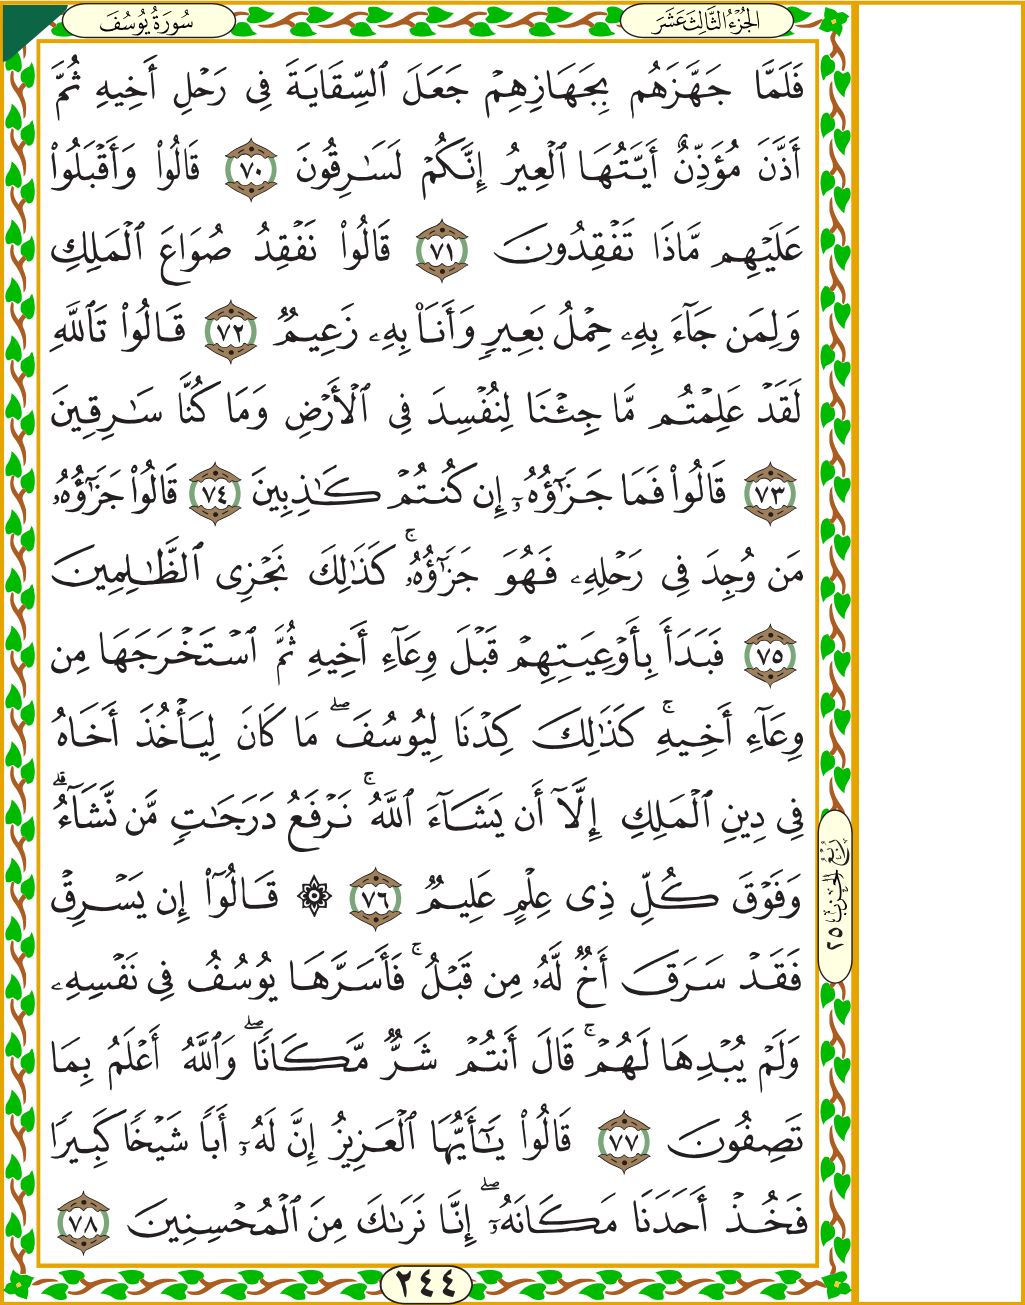 سُورَةُ يُوسُفَ
الجُزْءُ الثَّالِثَ عَشَرَ
فَلَمَّا جَهَّزَهُم بِجَهَازِهِمْ جَعَلَ ٱلسِّقَايَةَ فِى رَحْلِ أَخِيهِ ثُمَّ
أَذَّنَ مُؤَذِّنٌ أَيَّتُهَا ٱلْعِيرُ إِنَّكُمْ لَسَـٰرِقُونَ ٧٠ قَالُوا۟ وَأَقْبَلُوا۟
عَلَيْهِم مَّاذَا تَفْقِدُونَ ٧١ قَالُوا۟ نَفْقِدُ صُوَاعَ ٱلْمَلِكِ
وَلِمَن جَآءَ بِهِۦ حِمْلُ بَعِيرٍ وَأَنَا۠ بِهِۦ زَعِيمٌ ٧٢ قَالُوا۟ تَٱللَّهِ
لَقَدْ عَلِمْتُم مَّا جِئْنَا لِنُفْسِدَ فِى ٱلْأَرْضِ وَمَا كُنَّا سَـٰرِقِينَ
٧٣ قَالُوا۟ فَمَا جَزَٰٓؤُهُۥٓ إِن كُنتُمْ كَـٰذِبِينَ ٧٤ قَالُوا۟ جَزَٰٓؤُهُۥ
مَن وُجِدَ فِى رَحْلِهِۦ فَهُوَ جَزَٰٓؤُهُۥ ۚ كَذَٰلِكَ نَجْزِى ٱلظَّـٰلِمِينَ
٧٥ فَبَدَأَ بِأَوْعِيَتِهِمْ قَبْلَ وِعَآءِ أَخِيهِ ثُمَّ ٱسْتَخْرَجَهَا مِن
وِعَآءِ أَخِيهِ ۚ كَذَٰلِكَ كِدْنَا لِيُوسُفَ ۖ مَا كَانَ لِيَأْخُذَ أَخَاهُ
فِى دِينِ ٱلْمَلِكِ إِلَّآ أَن يَشَآءَ ٱللَّهُ ۚ نَرْفَعُ دَرَجَـٰتٍ مَّن نَّشَآءُ ۗ
وَفَوْقَ كُلِّ ذِى عِلْمٍ عَلِيمٌ ٧٦ ۞ قَالُوٓا۟ إِن يَسْرِقْ
فَقَدْ سَرَقَ أَخٌ لَّهُۥ مِن قَبْلُ ۚ فَأَسَرَّهَا يُوسُفُ فِى نَفْسِهِۦ
وَلَمْ يُبْدِهَا لَهُمْ ۚ قَالَ أَنتُمْ شَرٌّ مَّكَانًا ۖ وَٱللَّهُ أَعْلَمُ بِمَا
تَصِفُونَ ٧٧ قَالُوا۟ يَـٰٓأَيُّهَا ٱلْعَزِيزُ إِنَّ لَهُۥٓ أَبًا شَيْخًا كَبِيرًا
فَخُذْ أَحَدَنَا مَكَانَهُۥٓ ۖ إِنَّا نَرَىٰكَ مِنَ ٱلْمُحْسِنِينَ ٧٨
رُبْعُ الحِزْبِ ٢٥
٢٤٤